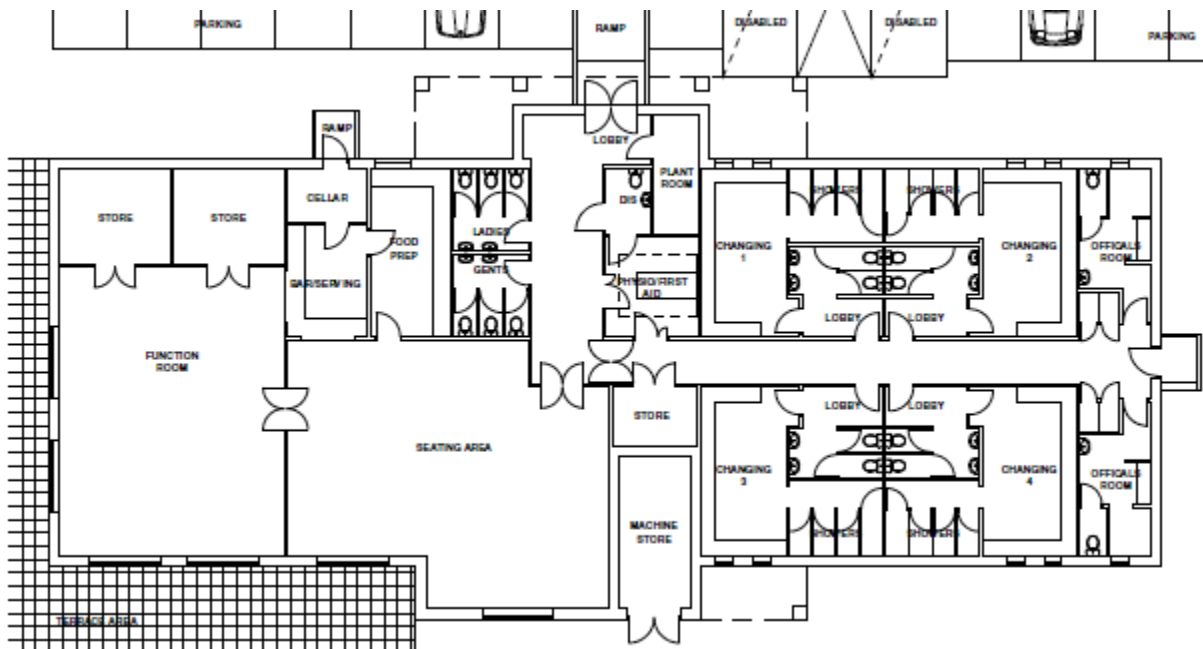 PARKING
RAMP
DISABLED
DISABLED
PARKING
RAMP
LOBBY
STORE
STORE
CELLAR
FOOD
PREP
LADIES
GENTS
BAR/SERVING
DIS
PLANT
ROOM
PHYSIO/FIRST
AID
SHOWERS
SHOWERS
CHANGING
1
CHANGING
2
OFFICALS
ROOM
LOBBY
LOBBY
FUNCTION
ROOM
SEATING AREA
STORE
MACHINE
STORE
LOBBY
LOBBY
CHANGING
3
CHANGING
4
OFFICALS
ROOM
SHOWERS
SHOWERS
TERRACE AREA